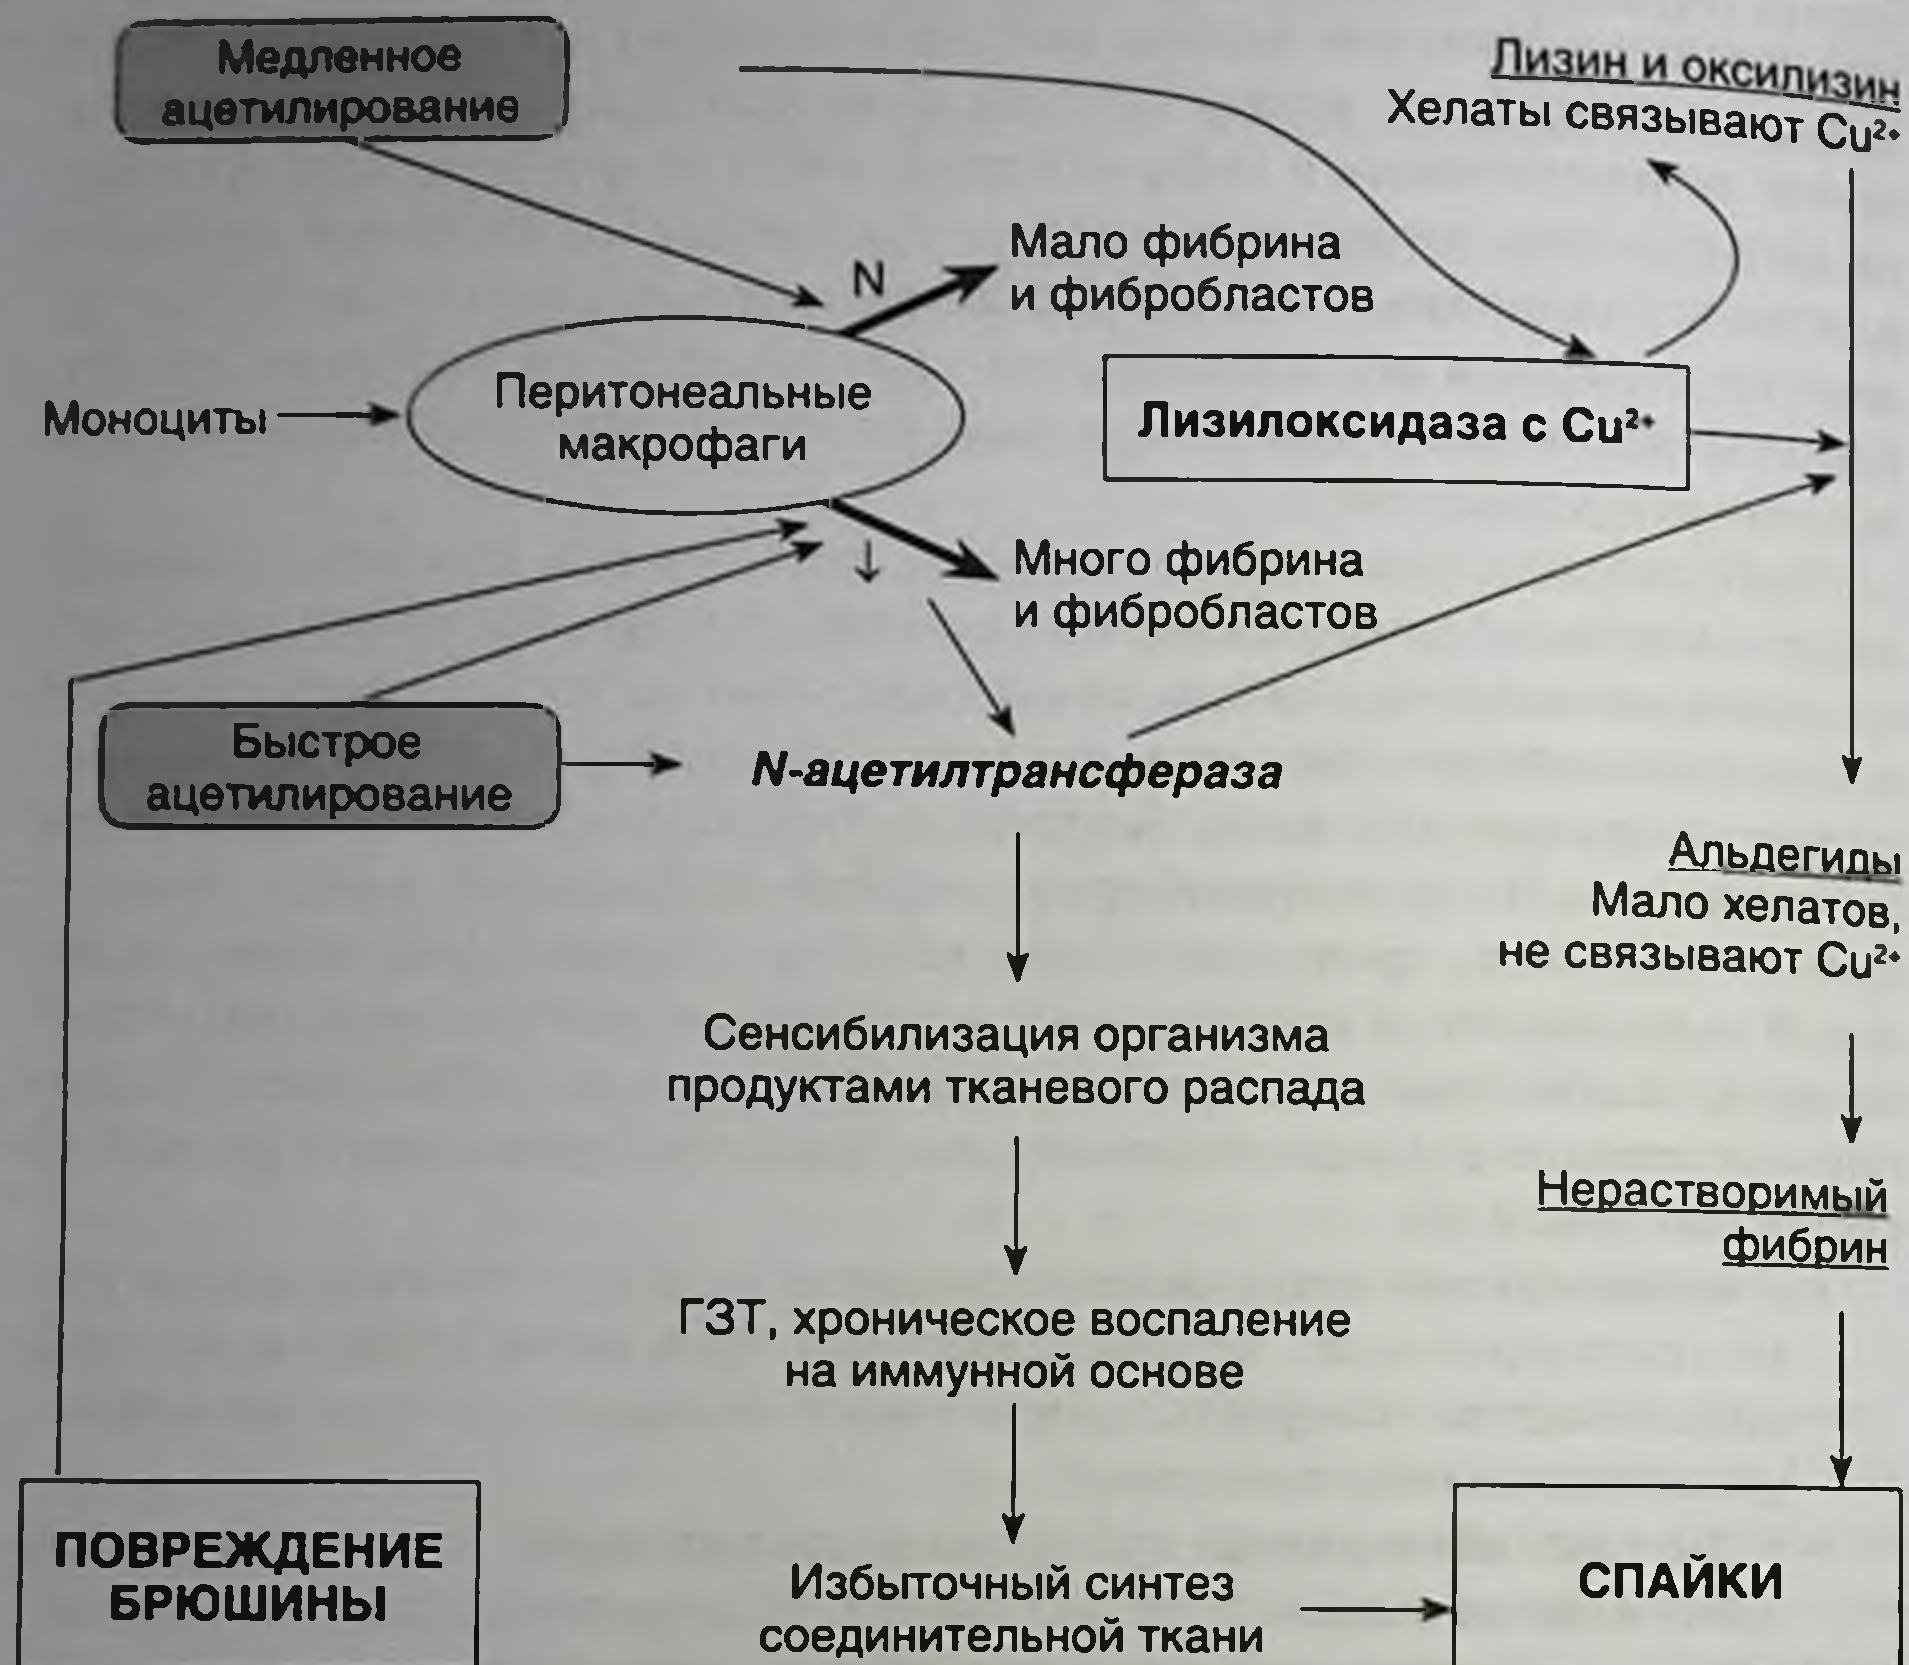 Медленное
ацетилирование
Лизин и оксилизин
Хелаты связывают Cu²⁺
N
Мало фибрина
и фибробластов
Моноциты
Перитонеальные
макрофаги
Лизилоксидаза с Cu²⁺
↓
Много фибрина
и фибробластов
Быстрое
ацетилирование
N-ацетилтрансфераза
Альдегиды
Мало хелатов,
не связывают Cu²⁺
Сенсибилизация организма
продуктами тканевого распада
Нерастворимый
фибрин
ГЗТ, хроническое воспаление
на иммунной основе
ПОВРЕЖДЕНИЕ
БРЮШИНЫ
Избыточный синтез
соединительной ткани
СПАЙКИ